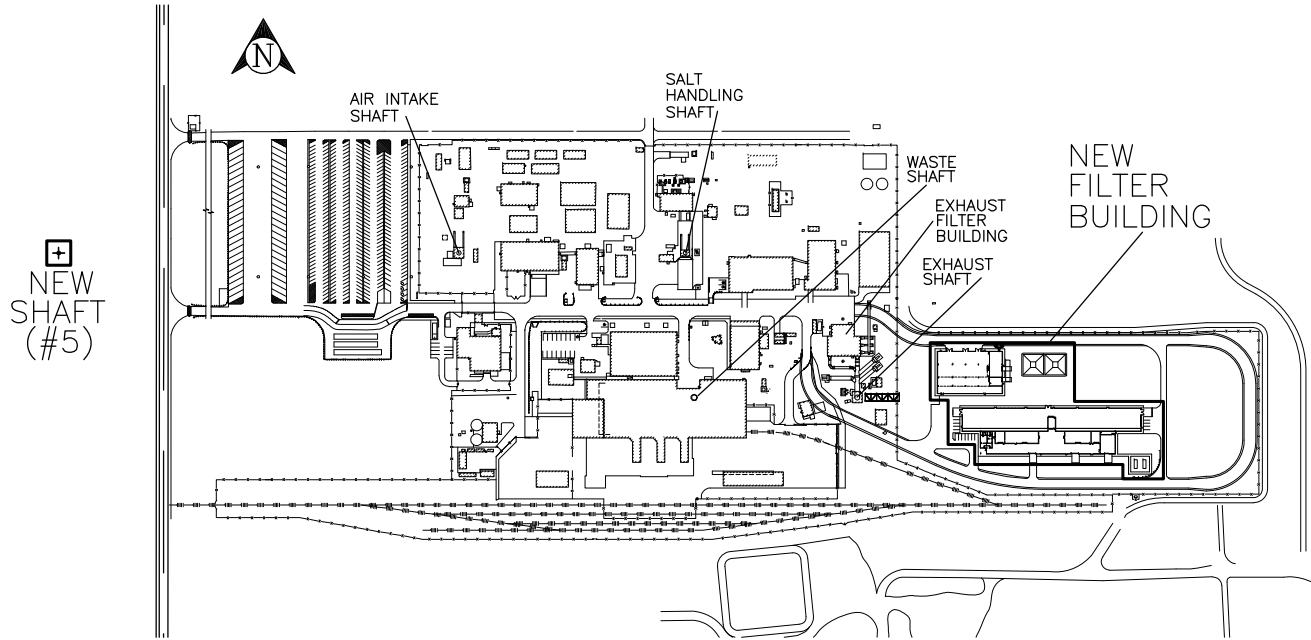 N
AIR INTAKE
SHAFT
SALT
HANDLING
SHAFT
WASTE
SHAFT
EXHAUST
FILTER
BUILDING
EXHAUST
SHAFT
NEW
FILTER
BUILDING
NEW
SHAFT
(#5)